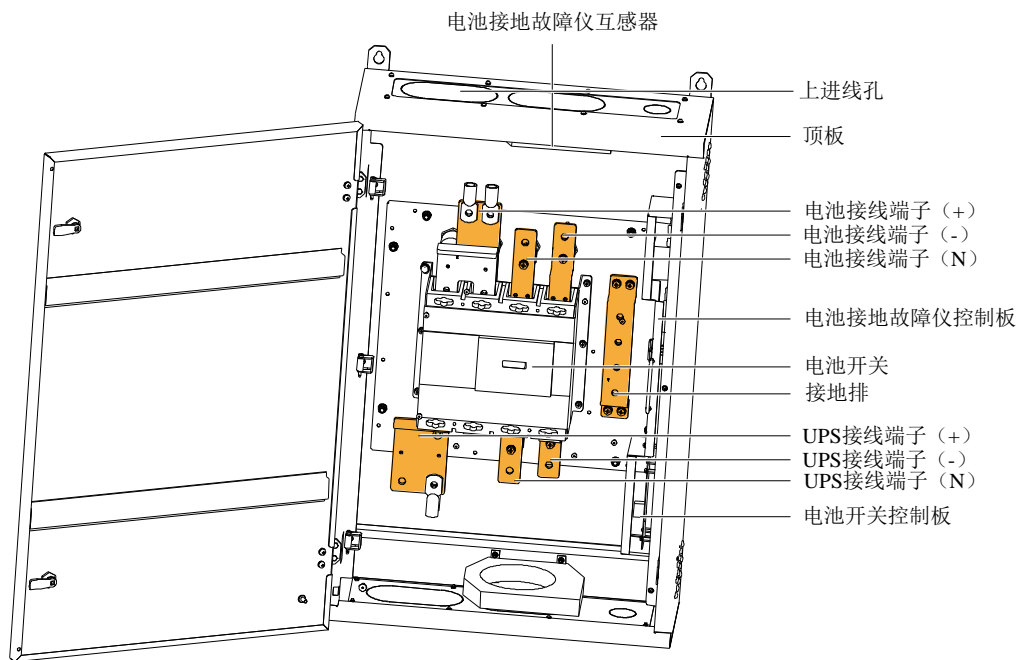 电池接地故障仪互感器
上进线孔
顶板
电池接线端子（+）
电池接线端子（-）
电池接线端子（N）
电池接地故障仪控制板
电池开关
接地排
UPS接线端子（+）
UPS接线端子（-）
UPS接线端子（N）
电池开关控制板